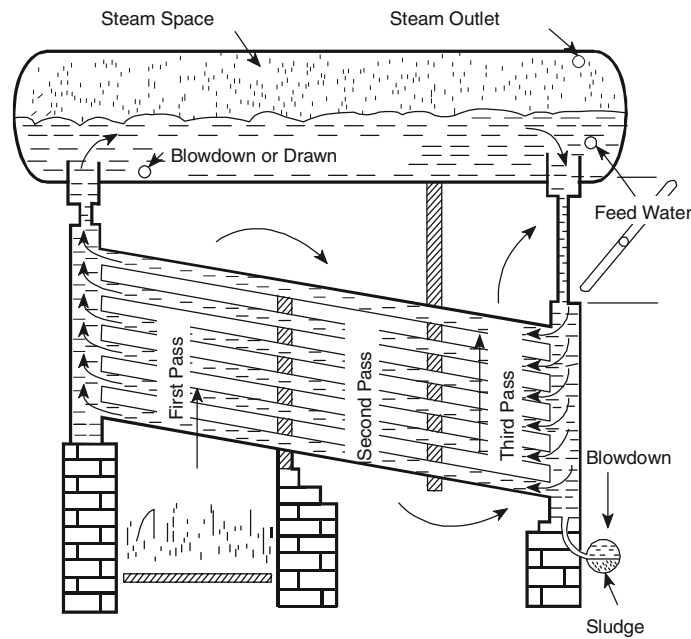 Steam Space
Steam Outlet
Blowdown or Drawn
Feed Water
First Pass
Second Pass
Third Pass
Blowdown
Sludge